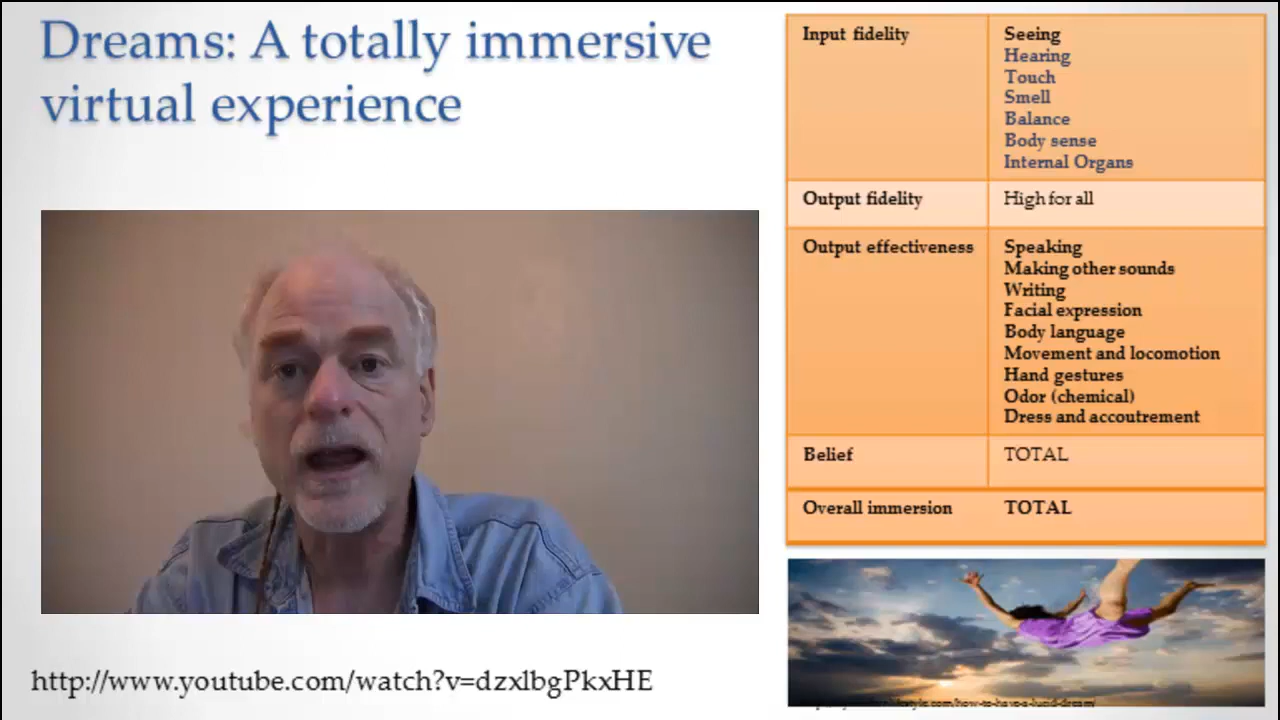 Dreams: A totally immersive
virtual experience
Input fidelity
Seeing
Hearing
Touch
Smell
Balance
Body sense
Internal Organs
Output fidelity
High for all
Output effectiveness
Speaking
Making other sounds
Writing
Facial expression
Body language
Movement and locomotion
Hand gestures
Odor (chemical)
Dress and accoutrement
Belief
TOTAL
Overall immersion
TOTAL
http://www.youtube.com/watch?v=dzxlbgPkxHE